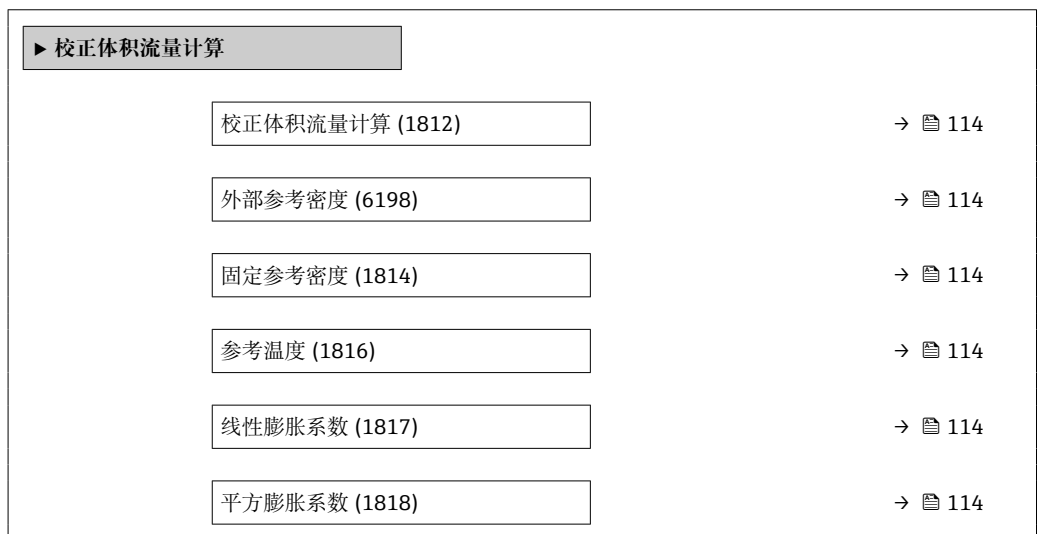 ▶ 校正体积流量计算
校正体积流量计算 (1812) → 🖹 114
外部参考密度 (6198) → 🖹 114
固定参考密度 (1814) → 🖹 114
参考温度 (1816) → 🖹 114
线性膨胀系数 (1817) → 🖹 114
平方膨胀系数 (1818) → 🖹 114